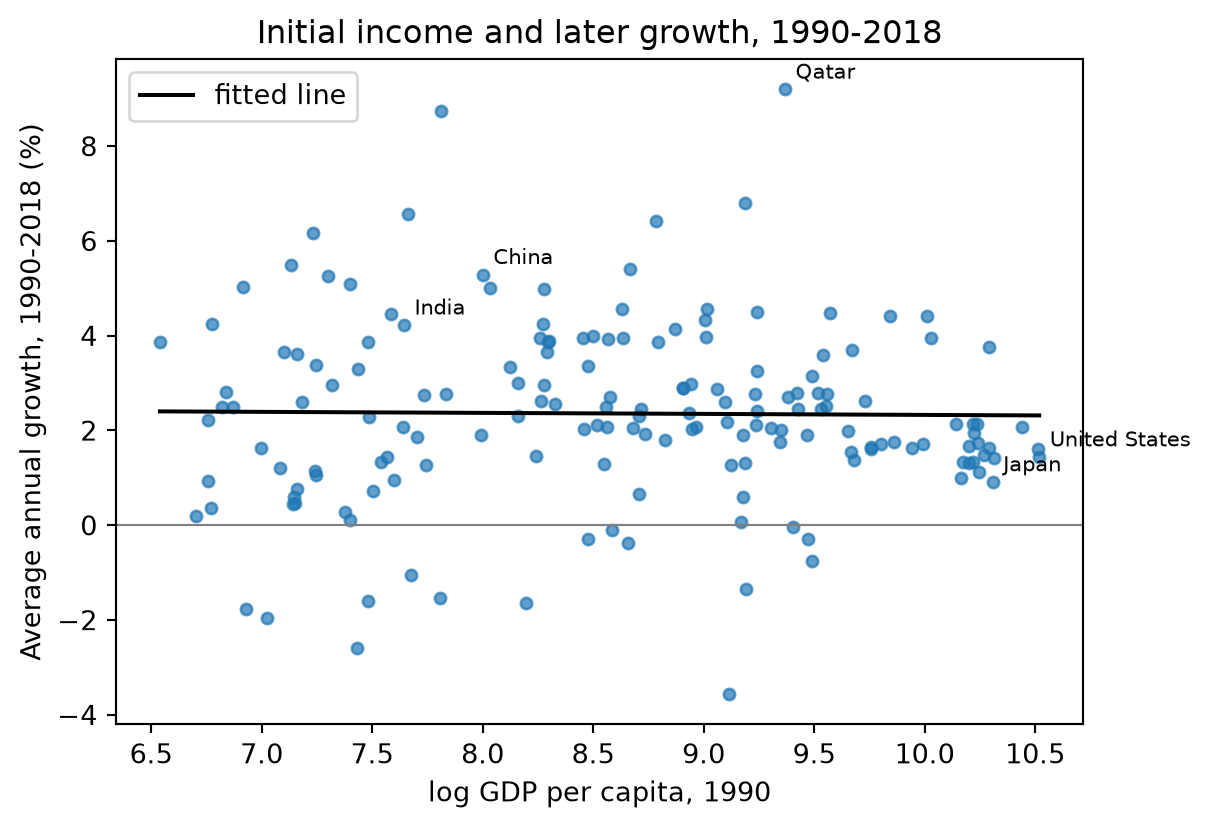 Initial income and later growth, 1990-2018
fitted line
Qatar
China
India
United States
Japan
Average annual growth, 1990-2018 (%)
8
6
4
2
0
−2
−4
6.5 7.0 7.5 8.0 8.5 9.0 9.5 10.0 10.5
log GDP per capita, 1990